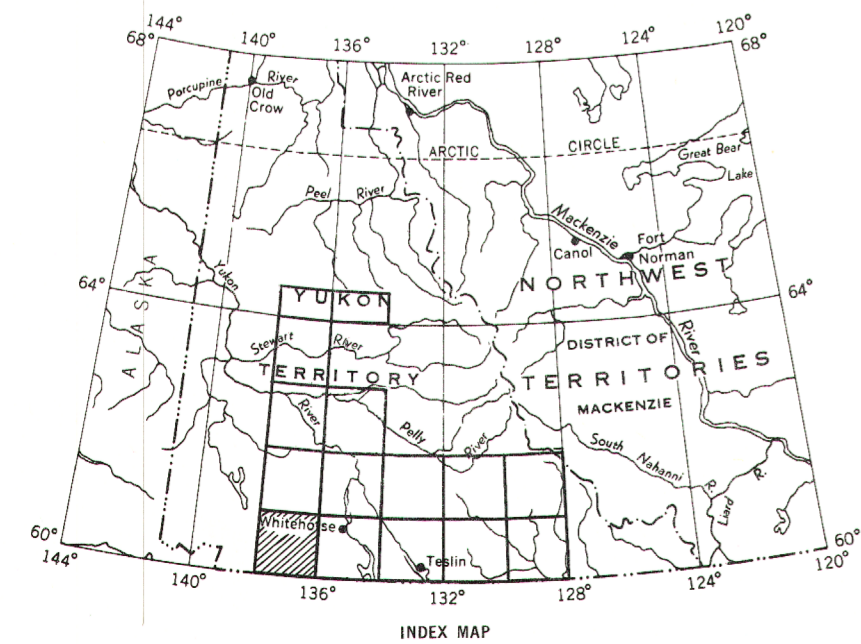 144°
140°
136°
132°
128°
124°
120°
68°
68°
Porcupine River
Old
Crow
Arctic Red
River
ARCTIC CIRCLE
Great Bear
Lake
Peel River
Mackenzie
Canol
Fort
Norman
Yukon
64°
64°
ALASKA
YUKON
NORTHWEST
Stewart River
River
DISTRICT OF
TERRITORY
TERRITORIES
MACKENZIE
River
Pelly
River
South Nahanni
R.
Liard
R.
Whitehorse
Teslin
60°
60°
144°
140°
136°
132°
128°
124°
120°
INDEX MAP